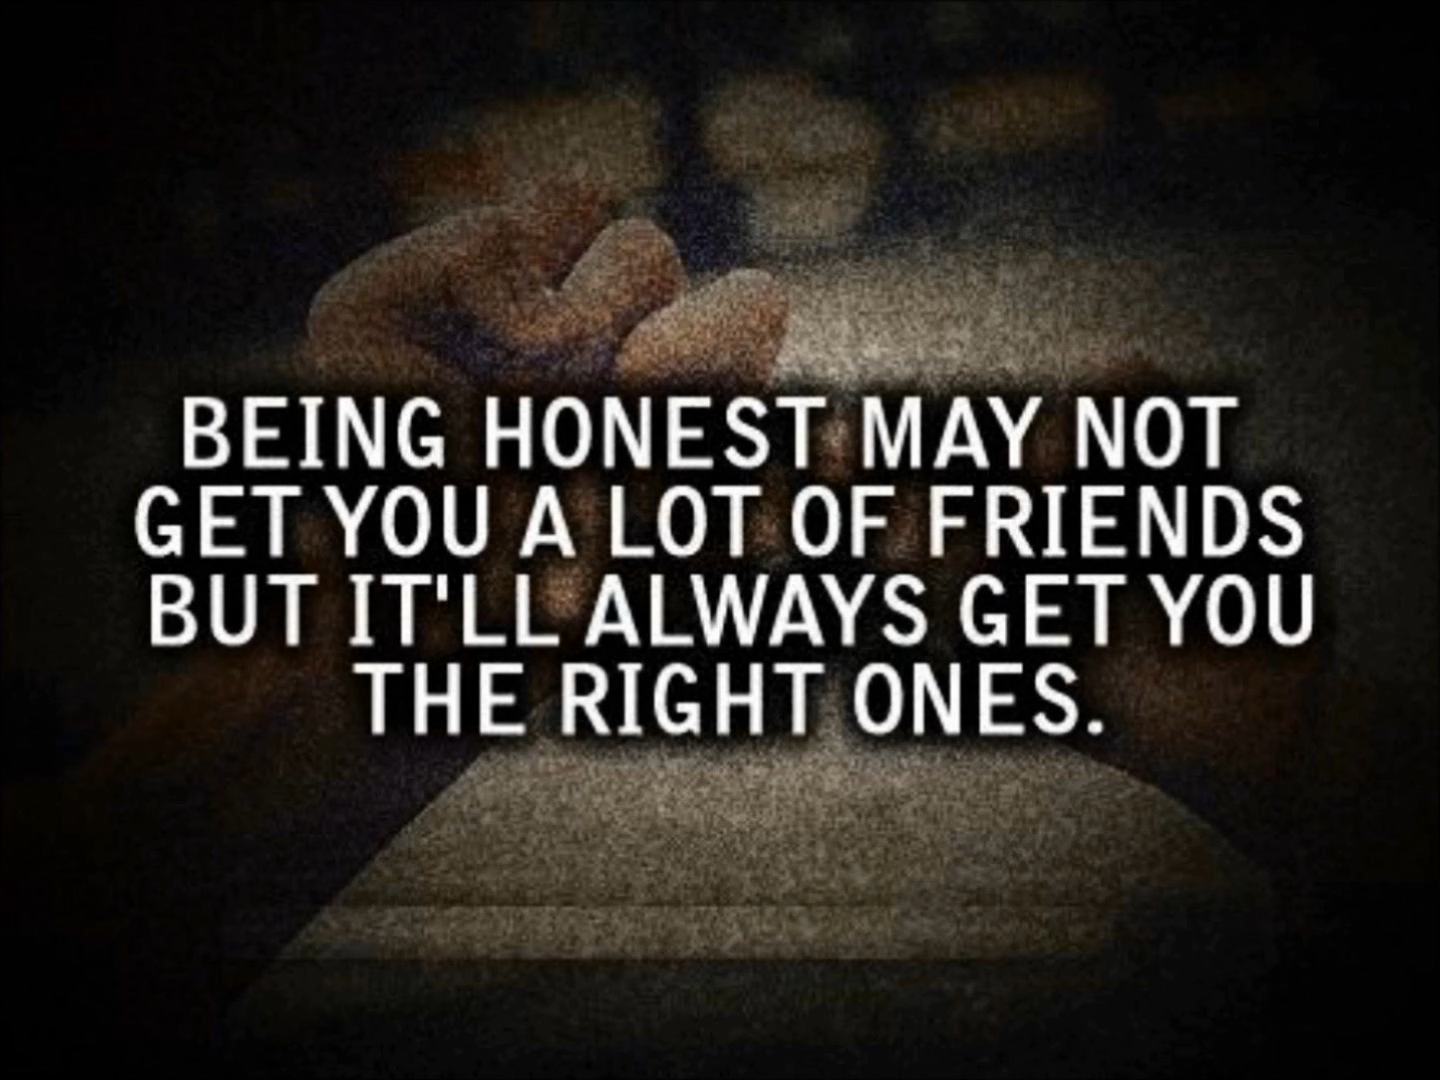 BEING HONEST MAY NOT
GET YOU A LOT OF FRIENDS
BUT IT'LL ALWAYS GET YOU
THE RIGHT ONES.